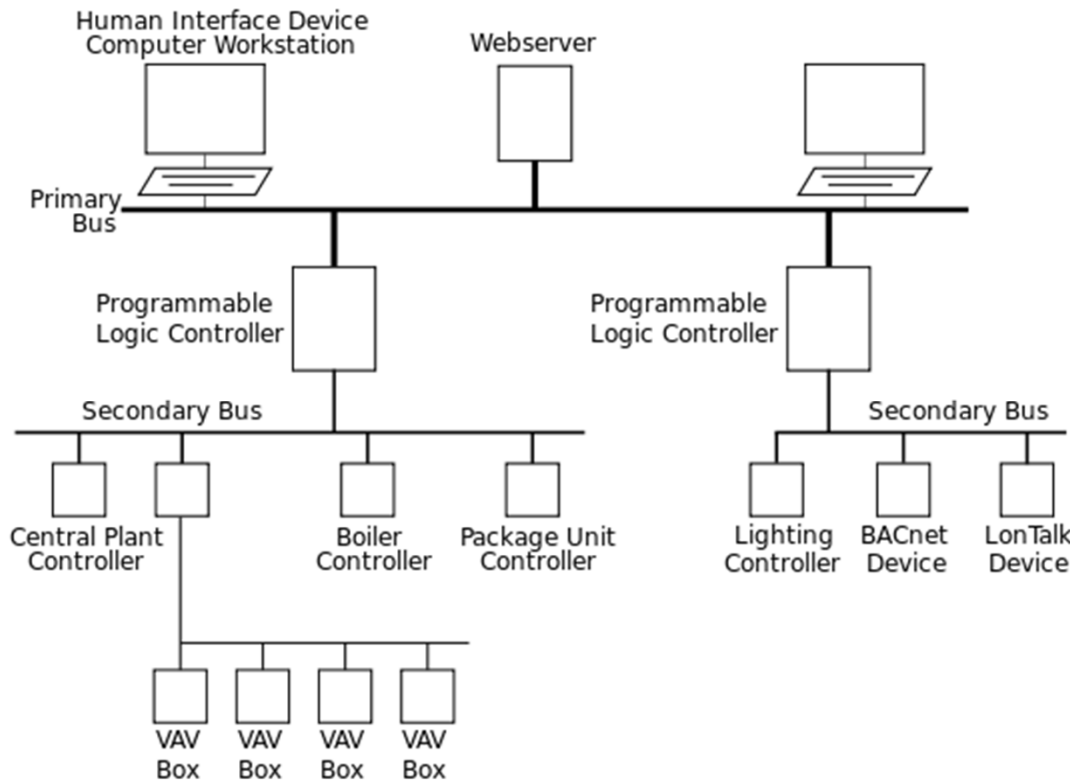 Human Interface Device
Computer Workstation
Webserver
Primary
Bus
Programmable
Logic Controller
Programmable
Logic Controller
Secondary Bus
Secondary Bus
Central Plant
Controller
Boiler
Controller
Package Unit
Controller
Lighting
Controller
BACnet
Device
LonTalk
Device
VAV
Box
VAV
Box
VAV
Box
VAV
Box